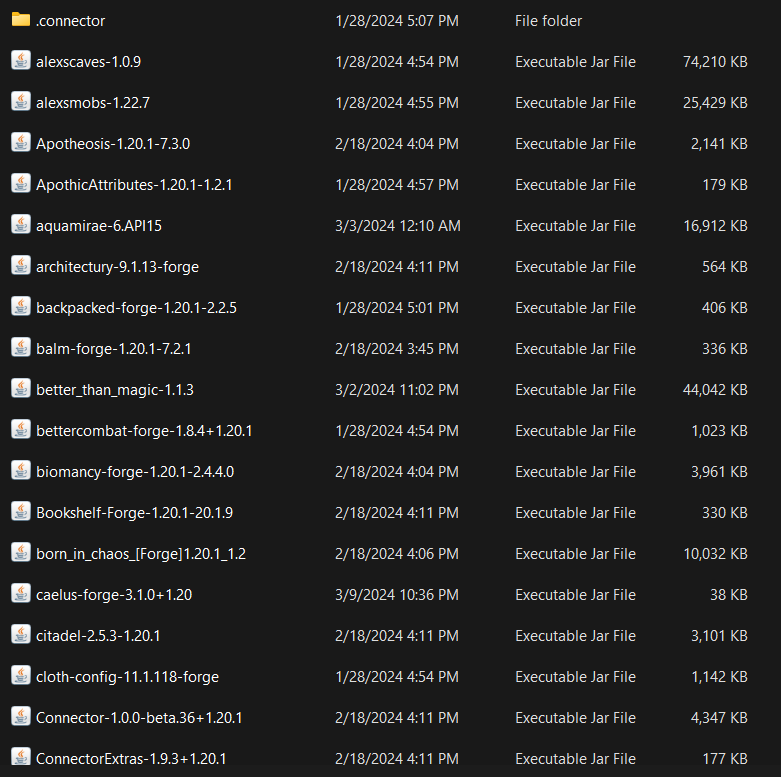 .connector 1/28/2024 5:07 PM File folder
alexscaves-1.0.9 1/28/2024 4:54 PM Executable Jar File 74,210 KB
alexsmobs-1.22.7 1/28/2024 4:55 PM Executable Jar File 25,429 KB
Apotheosis-1.20.1-7.3.0 2/18/2024 4:04 PM Executable Jar File 2,141 KB
ApothicAttributes-1.20.1-1.2.1 1/28/2024 4:57 PM Executable Jar File 179 KB
aquamirae-6.API15 3/3/2024 12:10 AM Executable Jar File 16,912 KB
architectury-9.1.13-forge 2/18/2024 4:11 PM Executable Jar File 564 KB
backpacked-forge-1.20.1-2.2.5 1/28/2024 5:01 PM Executable Jar File 406 KB
balm-forge-1.20.1-7.2.1 2/18/2024 3:45 PM Executable Jar File 336 KB
better_than_magic-1.1.3 3/2/2024 11:02 PM Executable Jar File 44,042 KB
bettercombat-forge-1.8.4+1.20.1 1/28/2024 4:54 PM Executable Jar File 1,023 KB
biomancy-forge-1.20.1-2.4.4.0 2/18/2024 4:04 PM Executable Jar File 3,961 KB
Bookshelf-Forge-1.20.1-20.1.9 2/18/2024 4:11 PM Executable Jar File 330 KB
born_in_chaos_[Forge]1.20.1_1.2 2/18/2024 4:06 PM Executable Jar File 10,032 KB
caelus-forge-3.1.0+1.20 3/9/2024 10:36 PM Executable Jar File 38 KB
citadel-2.5.3-1.20.1 2/18/2024 4:11 PM Executable Jar File 3,101 KB
cloth-config-11.1.118-forge 1/28/2024 4:54 PM Executable Jar File 1,142 KB
Connector-1.0.0-beta.36+1.20.1 2/18/2024 4:11 PM Executable Jar File 4,347 KB
ConnectorExtras-1.9.3+1.20.1 2/18/2024 4:11 PM Executable Jar File 177 KB